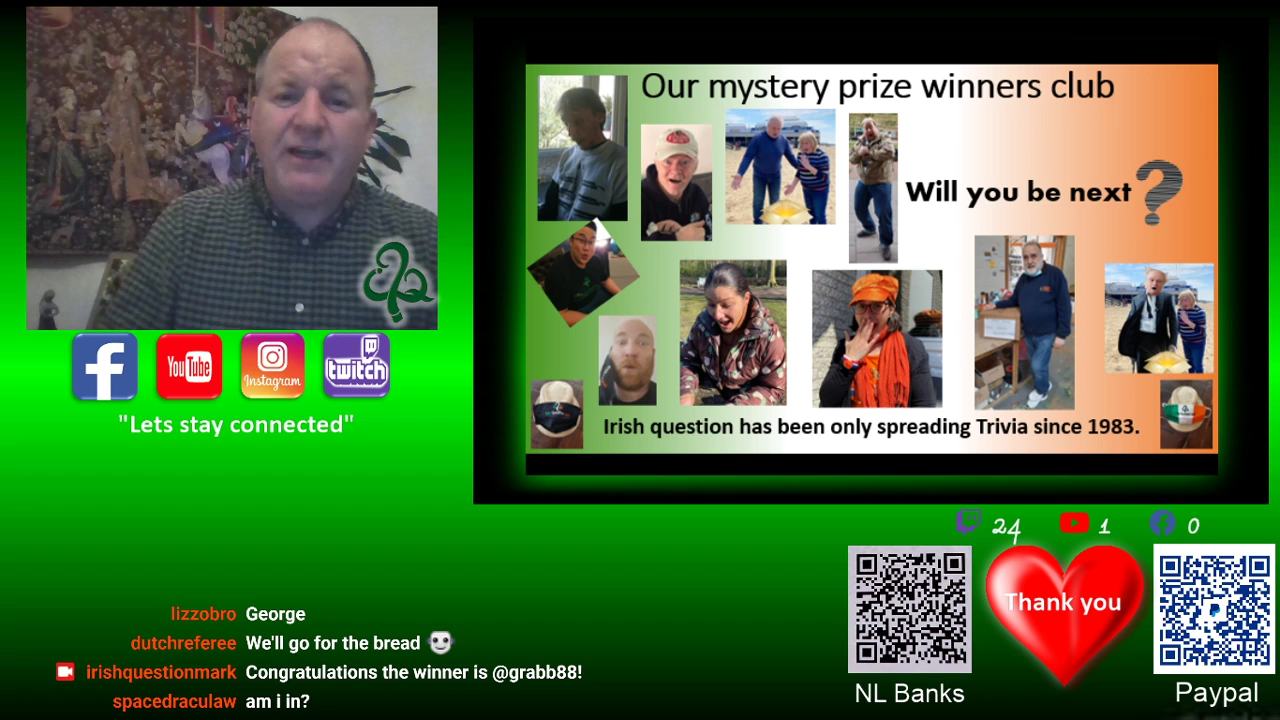 Our mystery prize winners club
Will you be next?
Irish question has been only spreading Trivia since 1983.
YouTube
Instagram
twitch
"Lets stay connected"
24 1 0
Thank you
NL Banks
Paypal
lizzobro George
dutchreferee We'll go for the bread
irishquestionmark Congratulations the winner is @grabb88!
spacedraculaw am i in?